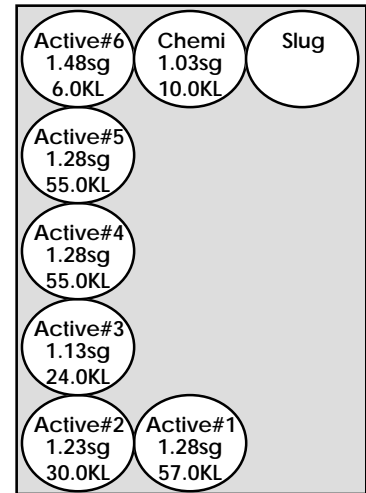 Active#6
1.48sg
6.0KL
Chemi
1.03sg
10.0KL
Slug
Active#5
1.28sg
55.0KL
Active#4
1.28sg
55.0KL
Active#3
1.13sg
24.0KL
Active#2
1.23sg
30.0KL
Active#1
1.28sg
57.0KL